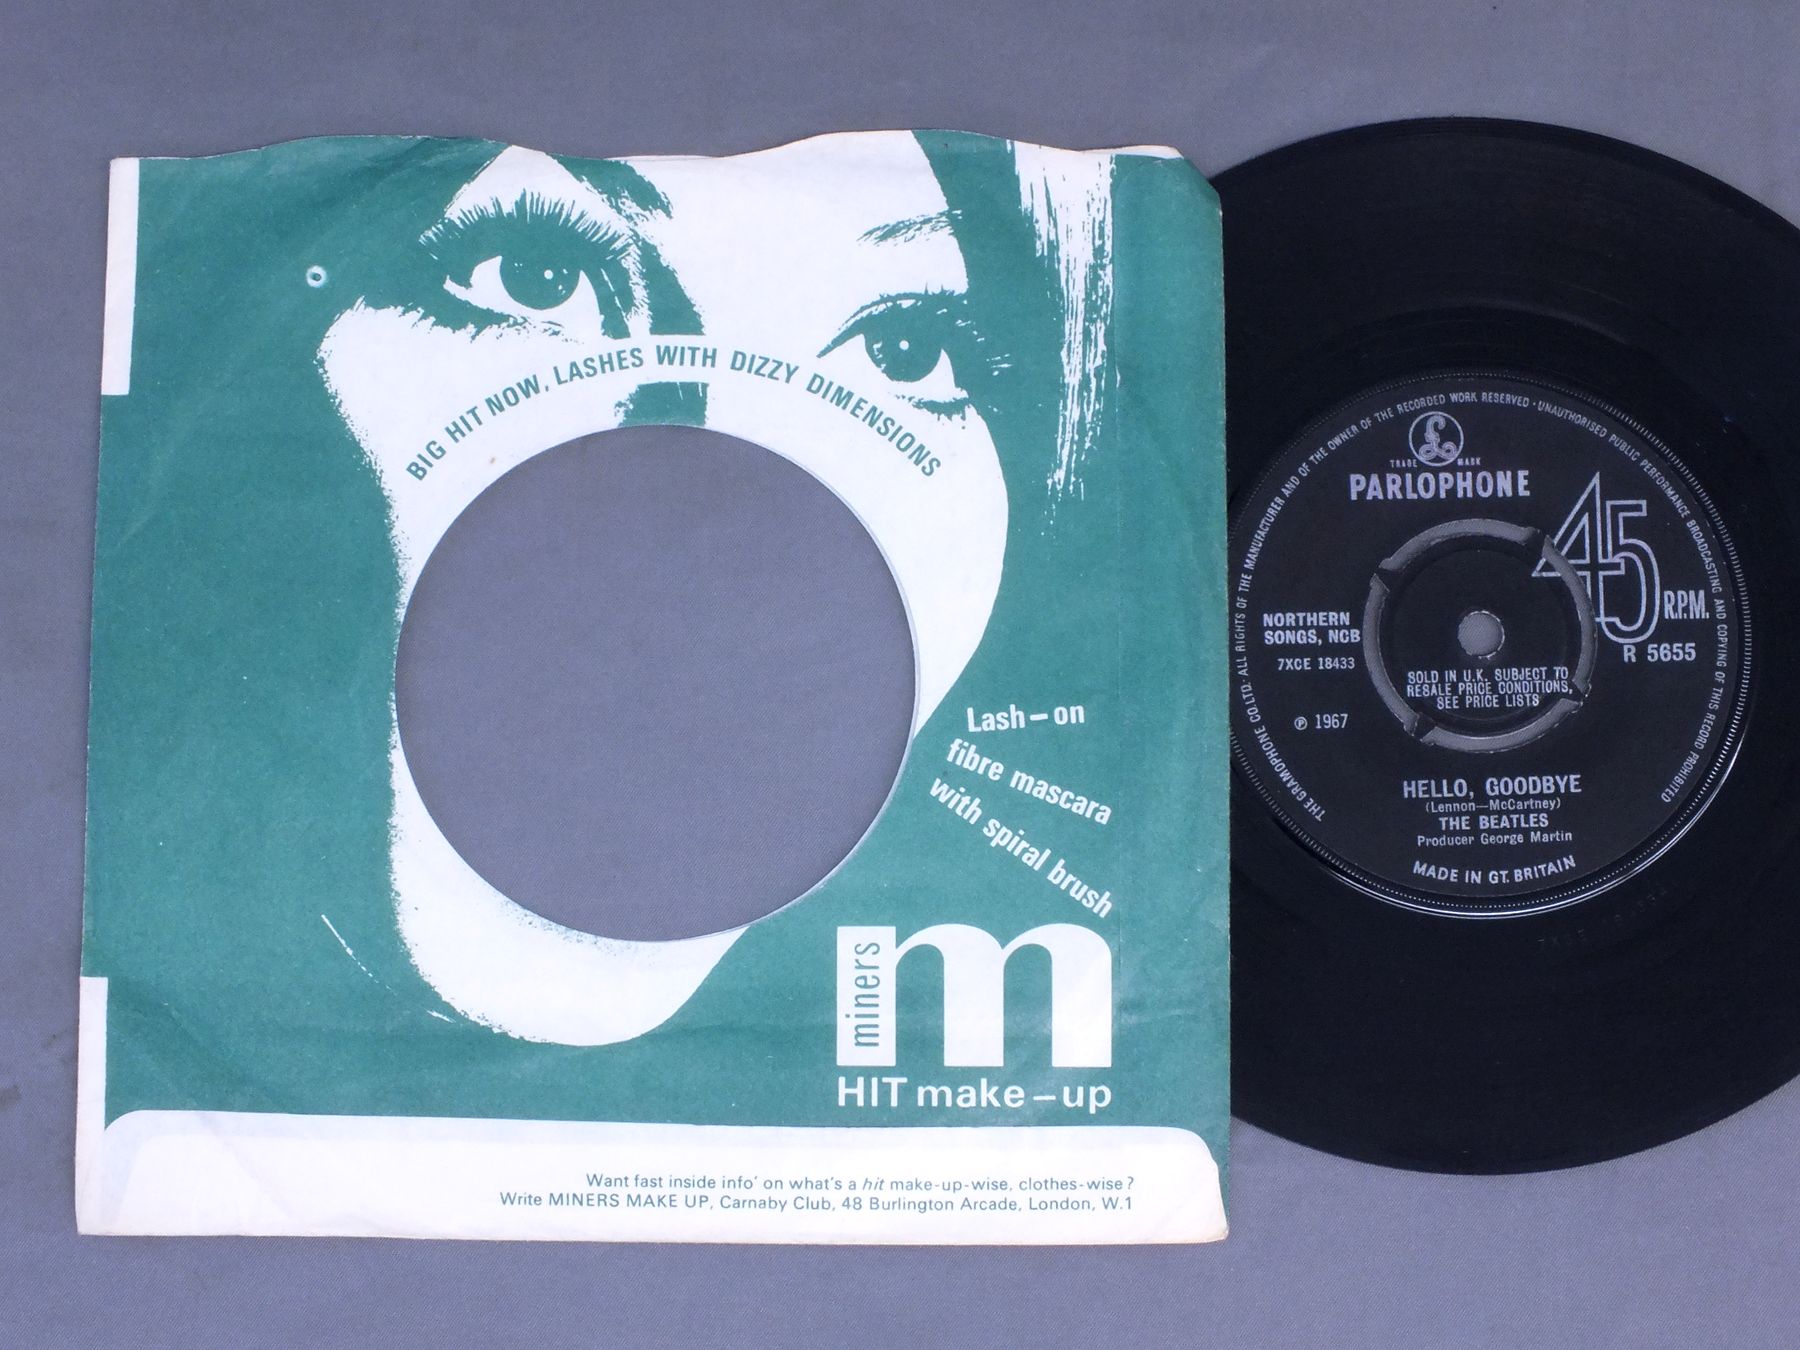 BIG HIT NOW, LASHES WITH DIZZY DIMENSIONS
Lash-on
fibre mascara
with spiral brush
miners
m
HIT make-up
Want fast inside info' on what's a hit make-up-wise, clothes-wise?
Write MINERS MAKE UP, Carnaby Club, 48 Burlington Arcade, London, W.1
THE GRAMOPHONE CO. LTD. ALL RIGHTS OF THE MANUFACTURER AND OF THE OWNER OF THE RECORDED WORK RESERVED · UNAUTHORISED PUBLIC PERFORMANCE BROADCASTING AND COPYING OF THIS RECORD PROHIBITED
£
TRADE MARK
PARLOPHONE
45
R.P.M.
NORTHERN
SONGS, NCB
R 5655
7XCE 18433
SOLD IN U.K. SUBJECT TO
RESALE PRICE CONDITIONS,
SEE PRICE LISTS
℗ 1967
HELLO, GOODBYE
(Lennon—McCartney)
THE BEATLES
Producer George Martin
MADE IN GT. BRITAIN